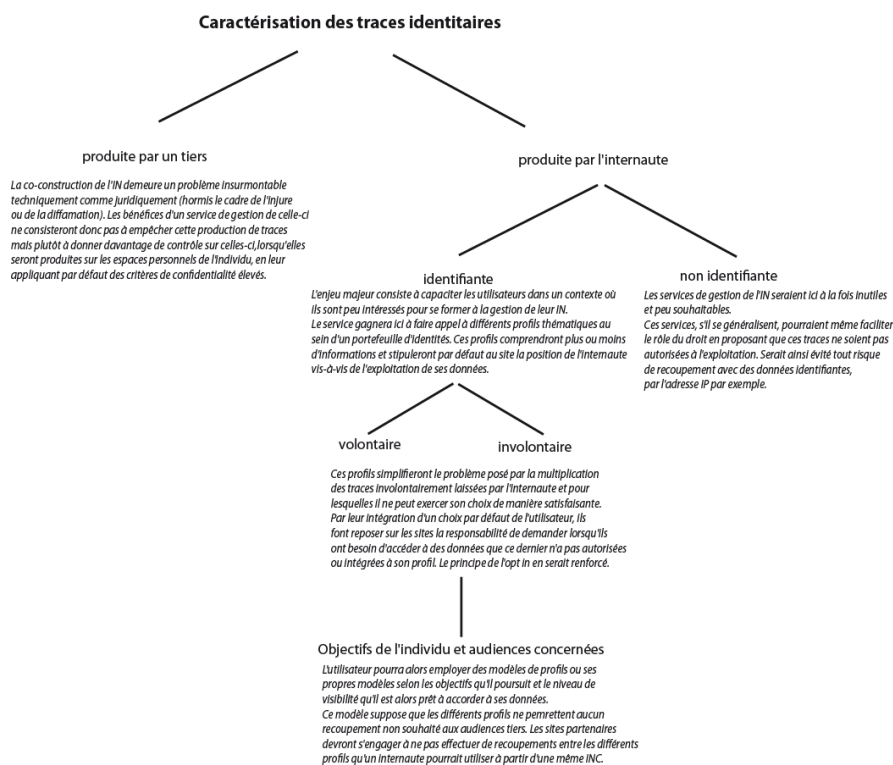 Caractérisation des traces identitaires
produite par un tiers
La co-construction de l'IN demeure un problème insurmontable
techniquement comme juridiquement (hormis le cadre de l'injure
ou de la diffamation). Les bénéfices d'un service de gestion de celle-ci
ne consisteront donc pas à empêcher cette production de traces
mais plutôt à donner davantage de contrôle sur celles-ci,lorsqu'elles
seront produites sur les espaces personnels de l'individu, en leur
appliquant par défaut des critères de confidentialité élevés.
produite par l'internaute
identifiante
L'enjeu majeur consiste à capaciter les utilisateurs dans un contexte où
ils sont peu intéressés pour se former à la gestion de leur IN.
Le service gagnera ici à faire appel à différents profils thématiques au
sein d'un portefeuille d'identités. Ces profils comprendront plus ou moins
d'informations et stipuleront par défaut au site la position de l'internaute
vis-à-vis de l'exploitation de ses données.
non identifiante
Les services de gestion de l'IN seraient ici à la fois inutiles
et peu souhaitables.
Ces services, s'il se généralisent, pourraient même faciliter
le rôle du droit en proposant que ces traces ne soient pas
autorisées à l'exploitation. Serait ainsi évité tout risque
de recoupement avec des données identifiantes,
par l'adresse IP par exemple.
volontaire
involontaire
Ces profils simplifieront le problème posé par la multiplication
des traces involontairement laissées par l'internaute et pour
lesquelles il ne peut exercer son choix de manière satisfaisante.
Par leur intégration d'un choix par défaut de l'utilisateur, ils
font reposer sur les sites la responsabilité de demander lorsqu'ils
ont besoin d'accéder à des données que ce dernier n'a pas autorisées
ou intégrées à son profil. Le principe de l'opt in en serait renforcé.
Objectifs de l'individu et audiences concernées
L'utilisateur pourra alors employer des modèles de profils ou ses
propres modèles selon les objectifs qu'il poursuit et le niveau de
visibilité qu'il est alors prêt à accorder à ses données.
Ce modèle suppose que les différents profils ne pemrettent aucun
recoupement non souhaité aux audiences tiers. Les sites partenaires
devront s'engager à ne pas effectuer de recoupements entre les différents
profils qu'un internaute pourrait utiliser à partir d'une même INC.